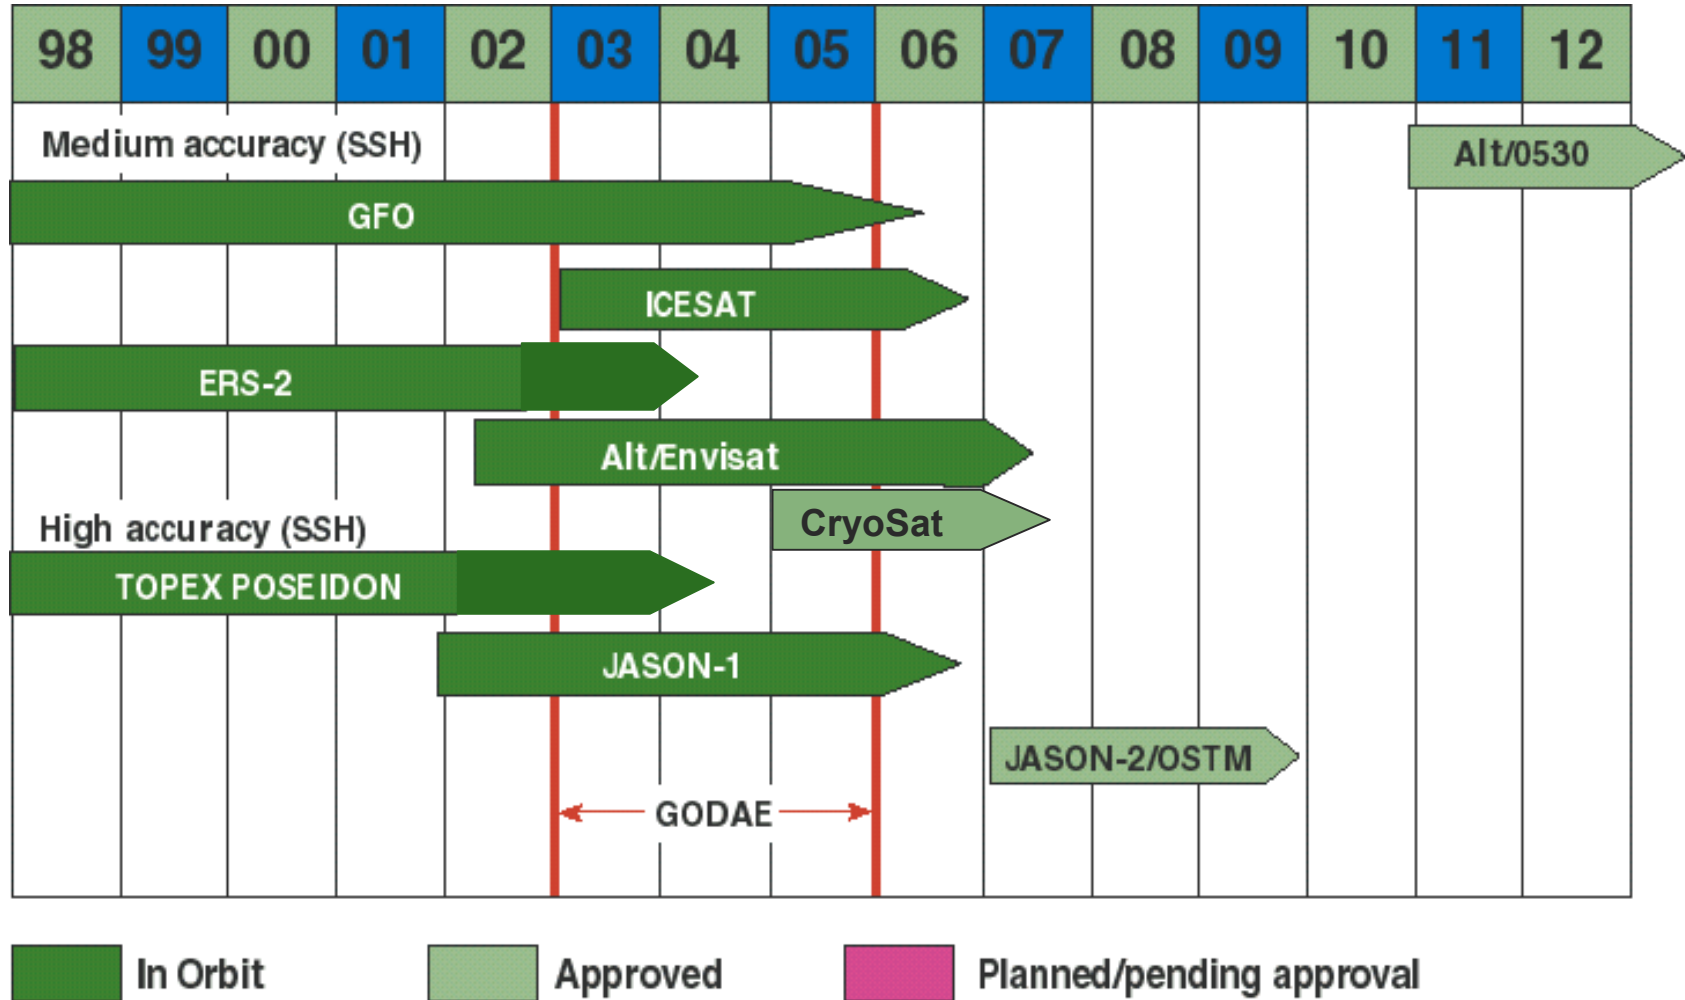 98 99 00 01 02 03 04 05 06 07 08 09 10 11 12
Medium accuracy (SSH)
Alt/0530
GFO
ICESAT
ERS-2
Alt/Envisat
CryoSat
High accuracy (SSH)
TOPEX POSEIDON
JASON-1
JASON-2/OSTM
GODAE
In Orbit Approved Planned/pending approval